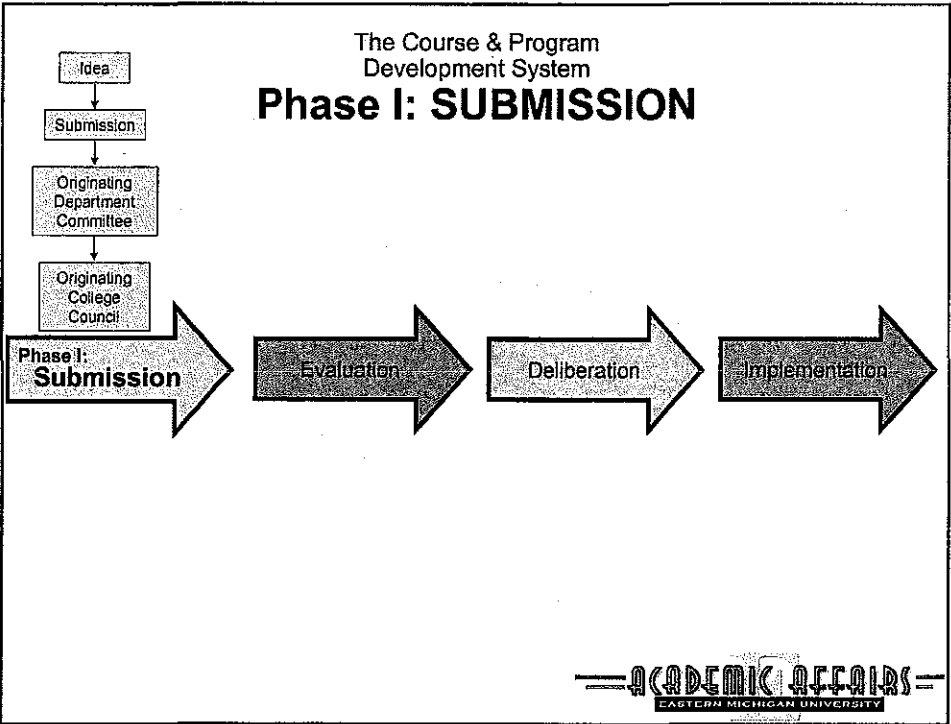 The Course & Program
Development System
Phase I: SUBMISSION
Idea
Submission
Originating
Department
Committee
Originating
College
Council
Phase I:
Submission
Evaluation
Deliberation
Implementation
ACADEMIC AFFAIRS
EASTERN MICHIGAN UNIVERSITY